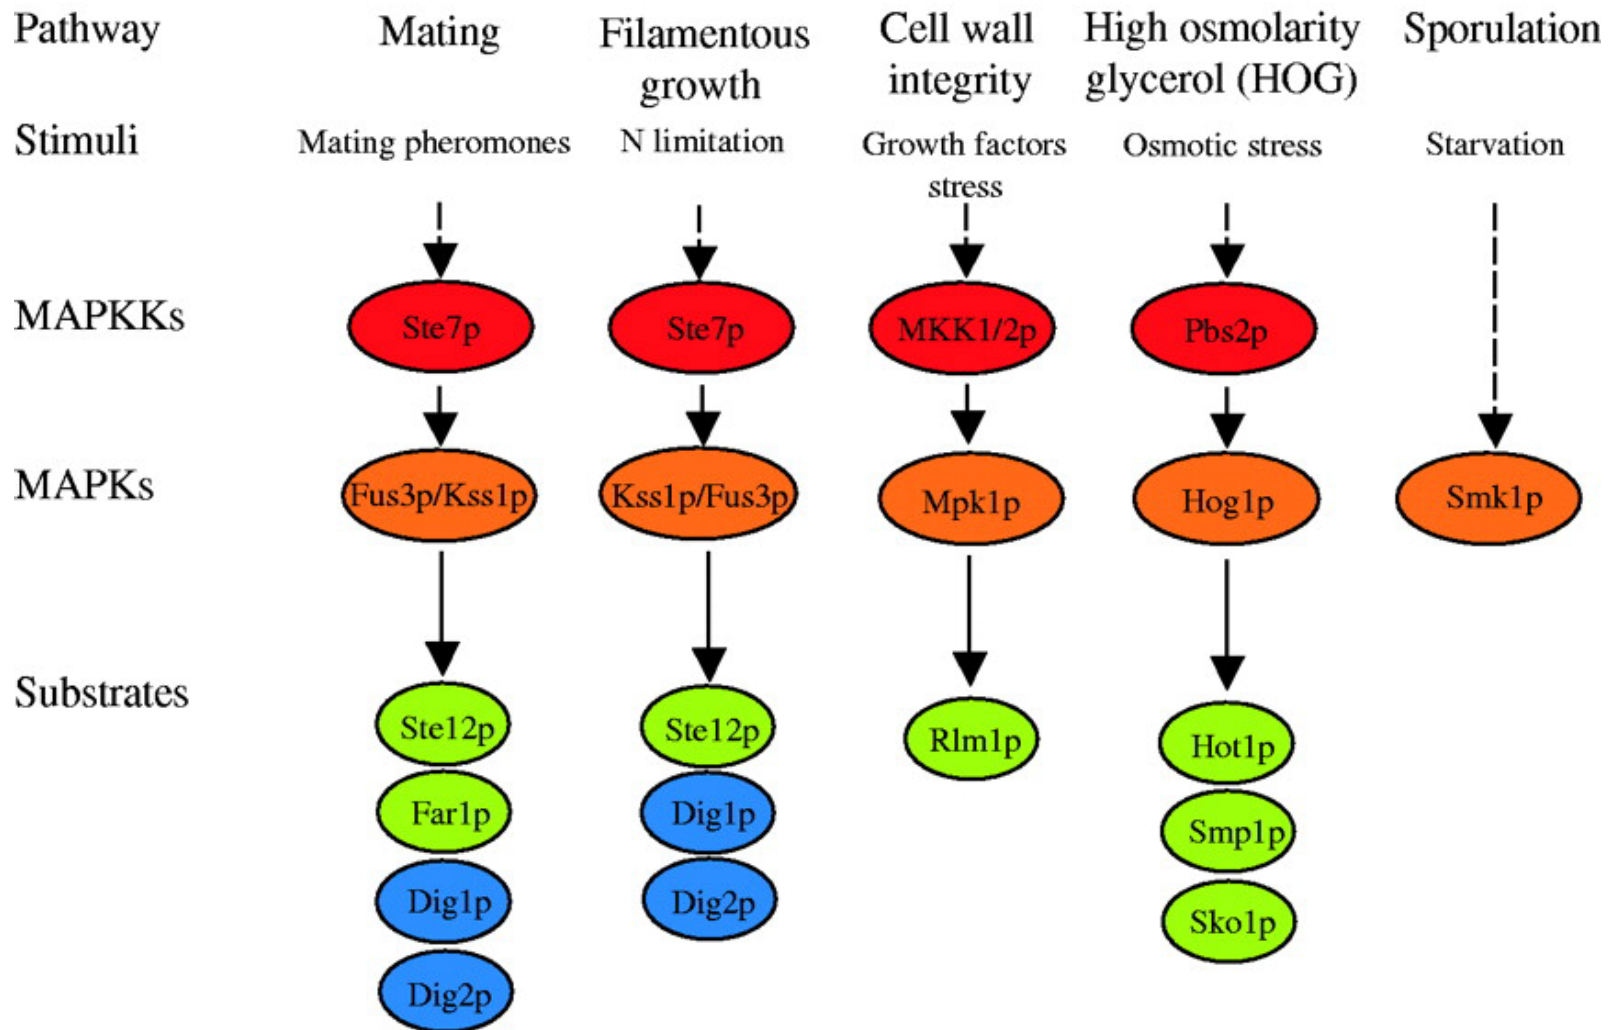 Pathway
Mating
Filamentous
growth
Cell wall
integrity
High osmolarity
glycerol (HOG)
Sporulation
Stimuli
Mating pheromones
N limitation
Growth factors
stress
Osmotic stress
Starvation
MAPKKs
Ste7p
Ste7p
MKK1/2p
Pbs2p
MAPKs
Fus3p/Kss1p
Kss1p/Fus3p
Mpk1p
Hog1p
Smk1p
Substrates
Ste12p
Ste12p
Rlm1p
Hot1p
Far1p
Dig1p
Smp1p
Dig1p
Dig2p
Sko1p
Dig2p